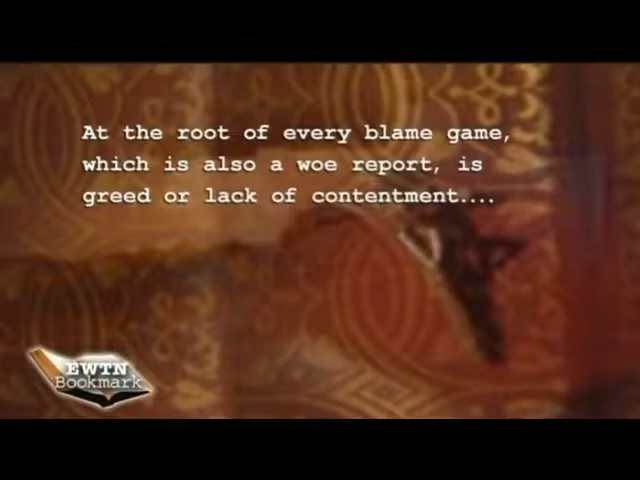 At the root of every blame game,
which is also a woe report, is
greed or lack of contentment....
EWTN
Bookmark